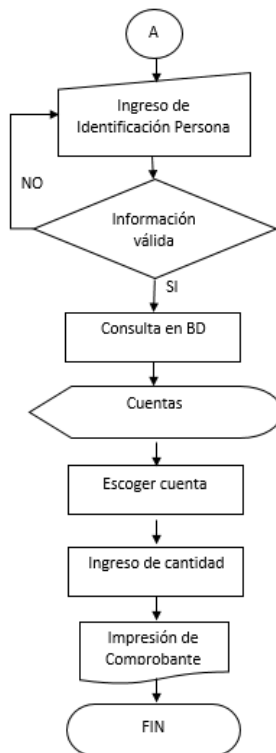 A
Ingreso de
Identificación Persona
NO
Información
válida
SI
Consulta en BD
Cuentas
Escoger cuenta
Ingreso de cantidad
Impresión de
Comprobante
FIN